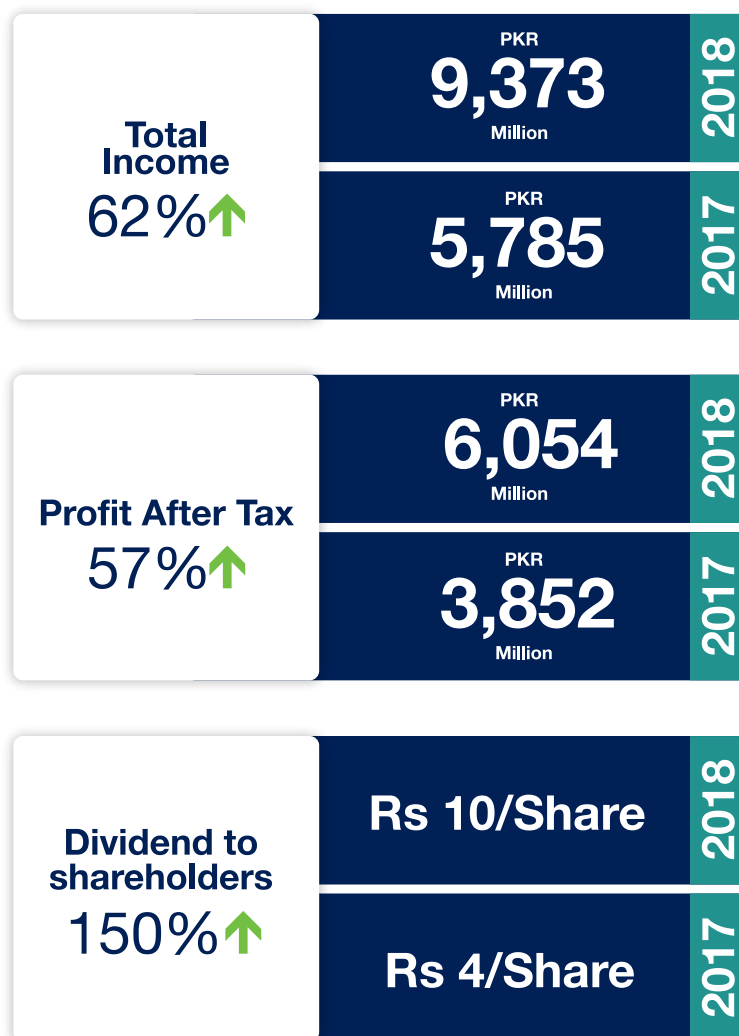 Total
Income
62%
PKR
9,373
Million
2018
PKR
5,785
Million
2017
Profit After Tax
57%
PKR
6,054
Million
2018
PKR
3,852
Million
2017
Dividend to
shareholders
150%
Rs 10/Share
2018
Rs 4/Share
2017